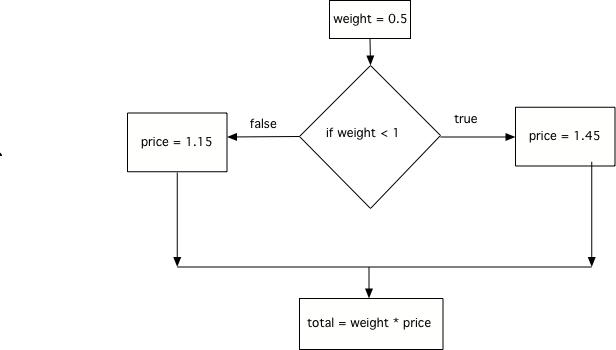 weight = 0.5
if weight < 1
false
true
price = 1.15
price = 1.45
total = weight * price